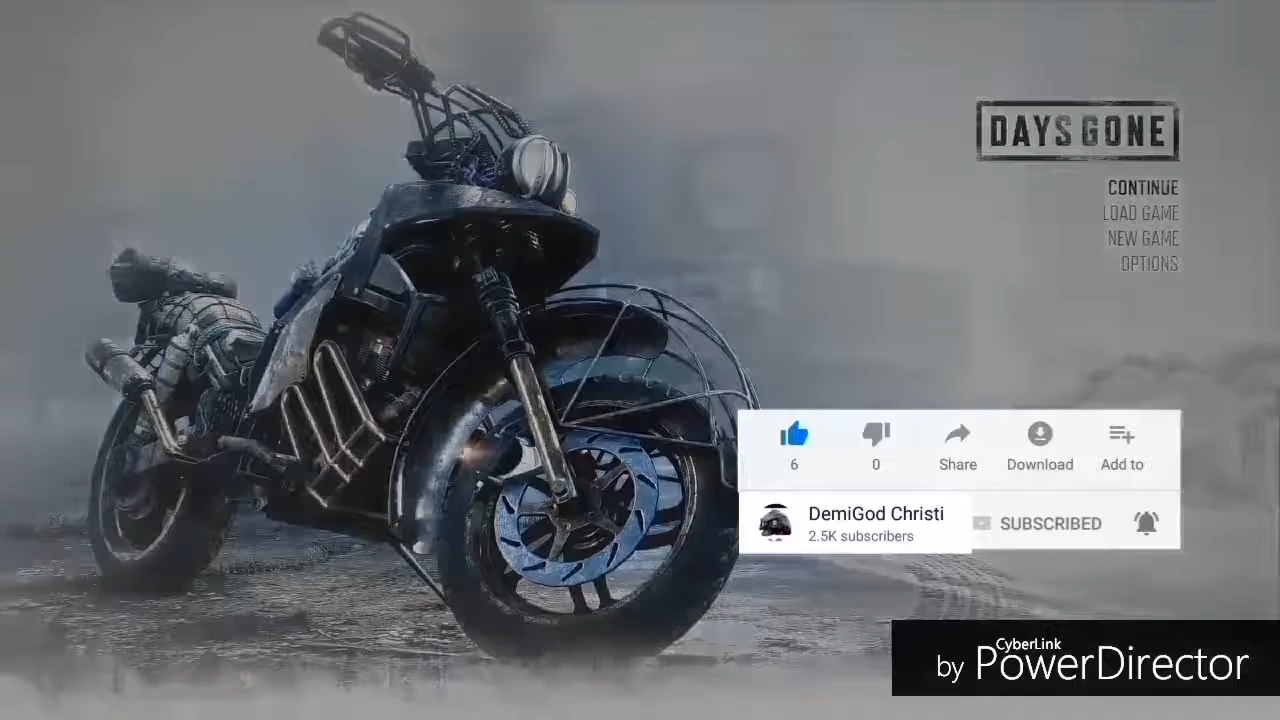 DAYS GONE
CONTINUE
LOAD GAME
NEW GAME
OPTIONS
6
0
Share
Download
Add to
DemiGod Christi
2.5K subscribers
SUBSCRIBED
CyberLink
by PowerDirector